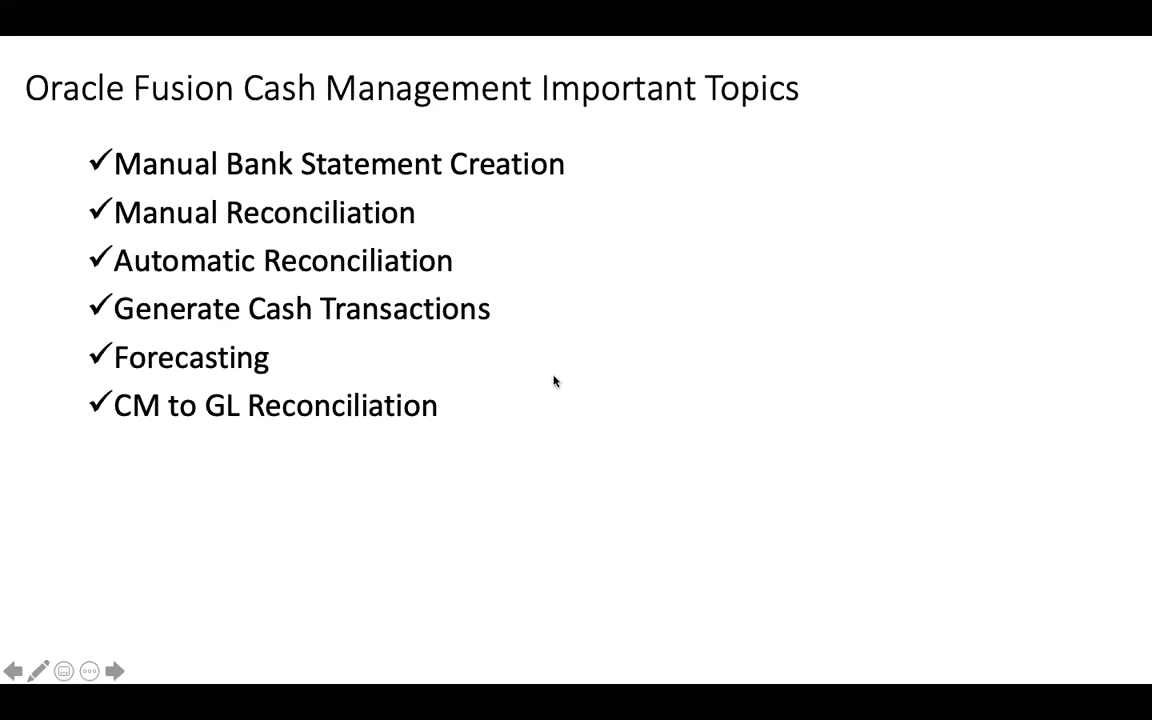 Oracle Fusion Cash Management Important Topics
✓Manual Bank Statement Creation
✓Manual Reconciliation
✓Automatic Reconciliation
✓Generate Cash Transactions
✓Forecasting
✓CM to GL Reconciliation